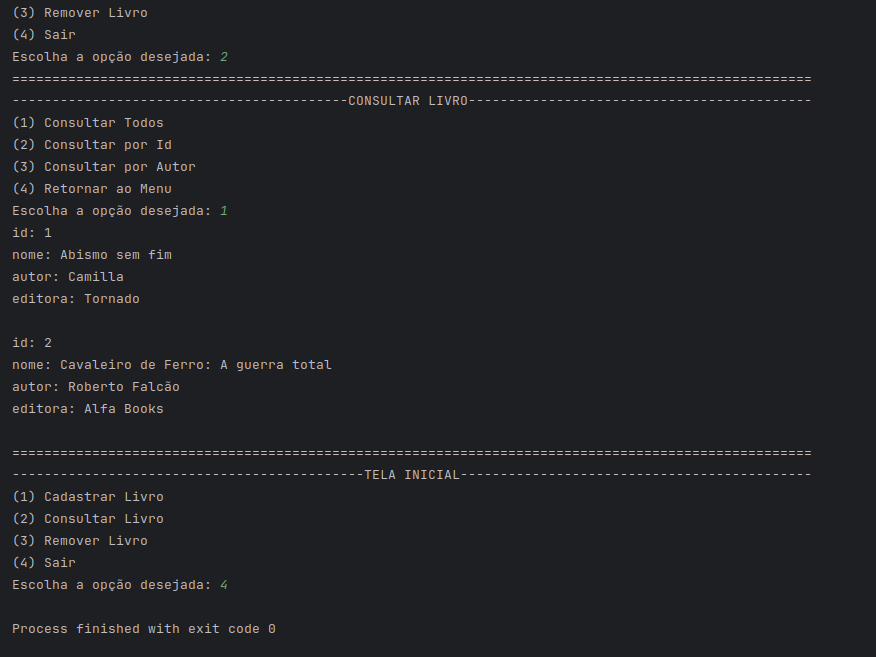 (3) Remover Livro
(4) Sair
Escolha a opção desejada: 2
====================================================================================================
------------------------------------------CONSULTAR LIVRO-------------------------------------------
(1) Consultar Todos
(2) Consultar por Id
(3) Consultar por Autor
(4) Retornar ao Menu
Escolha a opção desejada: 1
id: 1
nome: Abismo sem fim
autor: Camilla
editora: Tornado
id: 2
nome: Cavaleiro de Ferro: A guerra total
autor: Roberto Falcão
editora: Alfa Books
====================================================================================================
--------------------------------------------TELA INICIAL--------------------------------------------
(1) Cadastrar Livro
(2) Consultar Livro
(3) Remover Livro
(4) Sair
Escolha a opção desejada: 4
Process finished with exit code 0